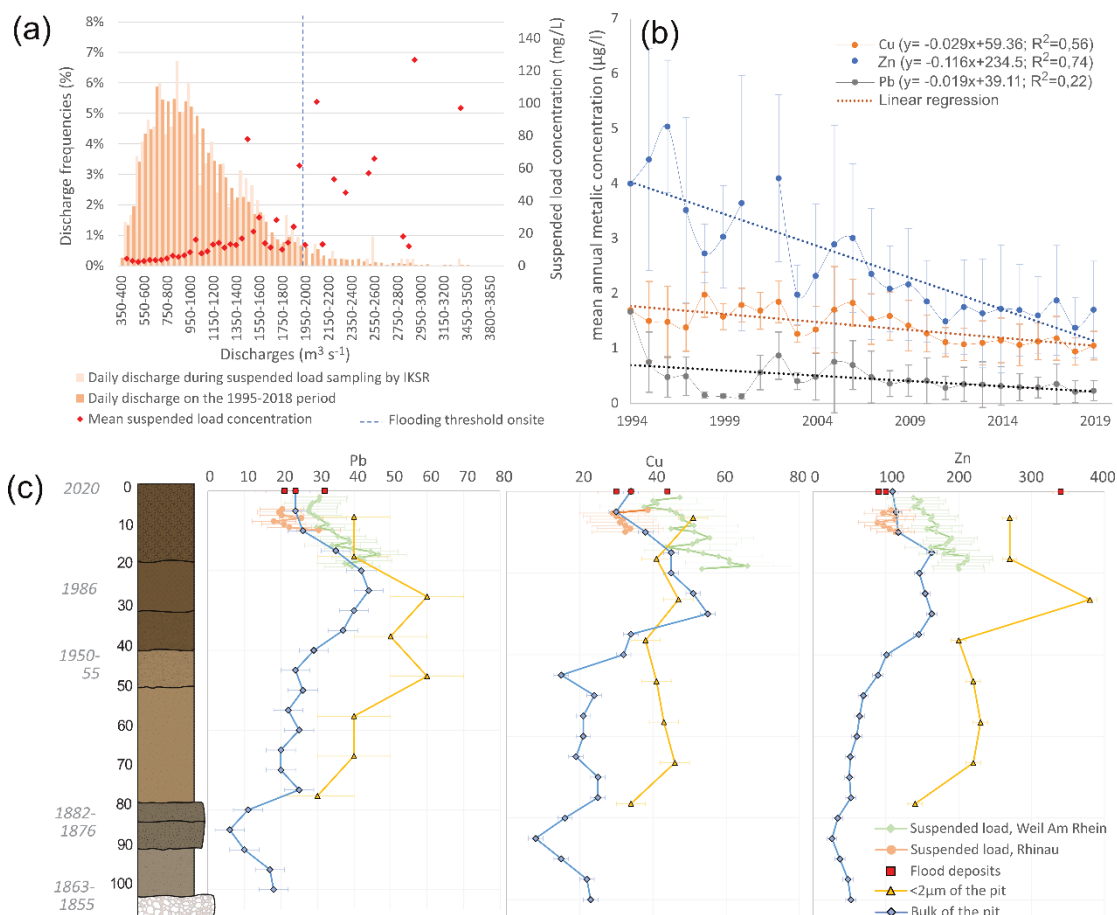 (a)
8%
7%
6%
5%
4%
3%
2%
1%
0%
Discharge frequencies (%)
140
120
100
80
60
40
20
0
Suspended load concentration (mg/L)
350-400
550-600
750-800
950-1000
1150-1200
1350-1400
1550-1600
1750-1800
1950-2000
2150-2200
2350-2400
2550-2600
2750-2800
2950-3000
3150-3200
3450-3500
3800-3850
Discharges (m³ s⁻¹)
Daily discharge during suspended load sampling by IKSR
Daily discharge on the 1995-2018 period
Mean suspended load concentration
Flooding threshold onsite
(b)
7
6
5
4
3
2
1
0
mean annual metalic concentration (µg/l)
Cu (y= -0.029x+59.36; R²=0,56)
Zn (y= -0.116x+234.5; R²=0,74)
Pb (y= -0.019x+39.11; R²=0,22)
Linear regression
1994 1999 2004 2009 2014 2019
(c)
Pb Cu Zn
0 20 40 60 80 20 40 60 80 0 100 200 300 400
2020
1986
1950-
55
1882-
1876
1863-
1855
0
10
20
30
40
50
60
70
80
90
100
Suspended load, Weil Am Rhein
Suspended load, Rhinau
Flood deposits
<2µm of the pit
Bulk of the pit